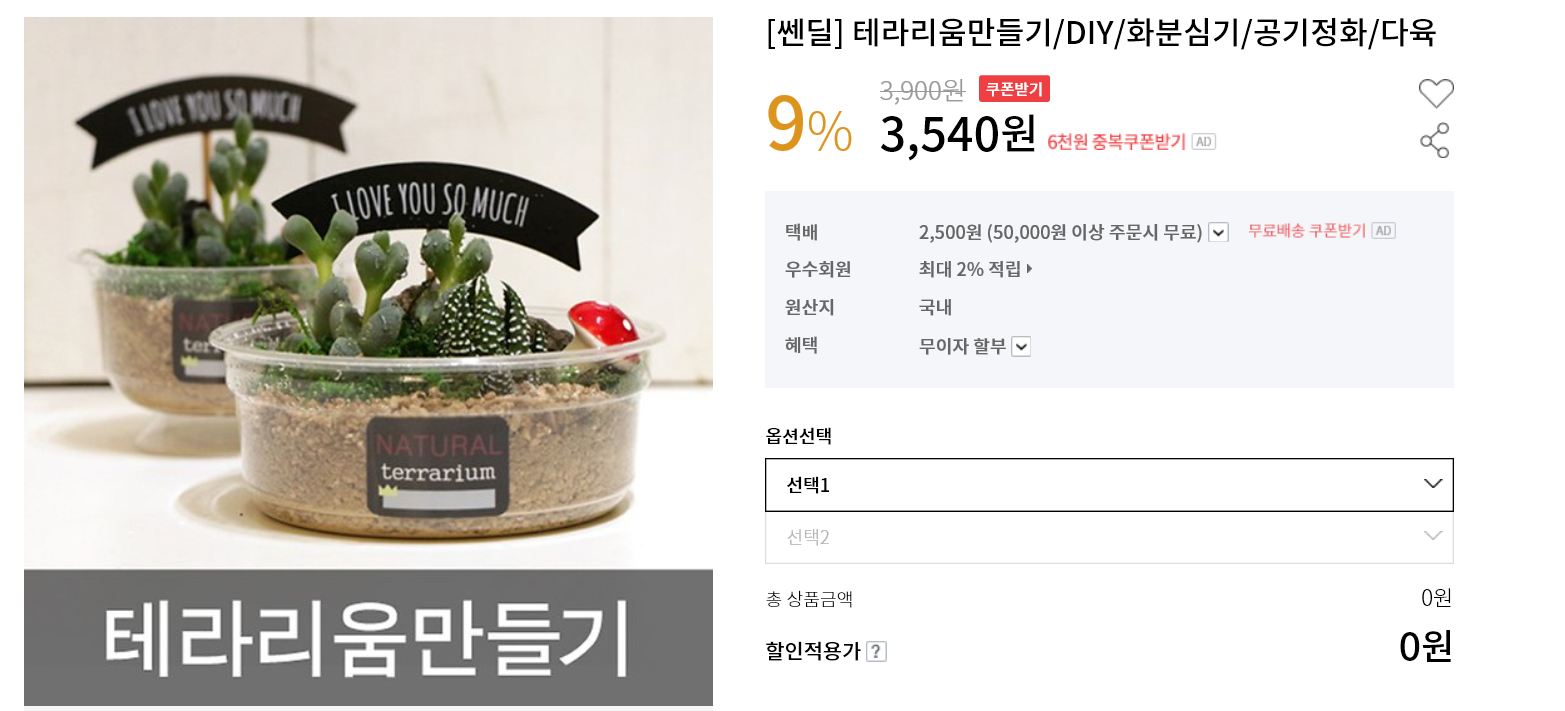 I LOVE YOU SO MUCH
I LOVE YOU SO MUCH
NATURAL
terrarium
테라리움만들기
[쎈딜] 테라리움만들기/DIY/화분심기/공기정화/다육
9%
3,900원 쿠폰받기
3,540원 6천원 중복쿠폰받기 AD
택배 2,500원 (50,000원 이상 주문시 무료) 무료배송 쿠폰받기 AD
우수회원 최대 2% 적립
원산지 국내
혜택 무이자 할부
옵션선택
선택1
선택2
총 상품금액 0원
할인적용가 ? 0원